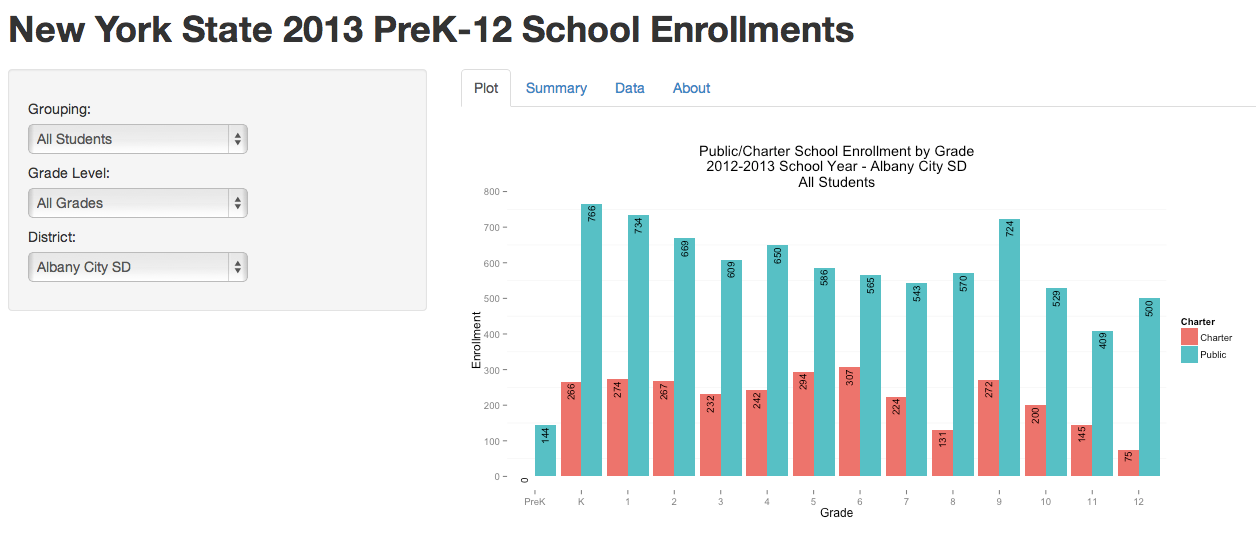 New York State 2013 PreK-12 School Enrollments
Grouping:
All Students
Grade Level:
All Grades
District:
Albany City SD
Plot Summary Data About
Public/Charter School Enrollment by Grade
2012-2013 School Year - Albany City SD
All Students
Enrollment
800
700
600
500
400
300
200
100
0
0 144
266 766
274 734
267 669
232 609
242 650
294 586
307 565
224 543
131 570
272 724
200 529
145 409
75 500
PreK K 1 2 3 4 5 6 7 8 9 10 11 12
Grade
Charter
Charter
Public